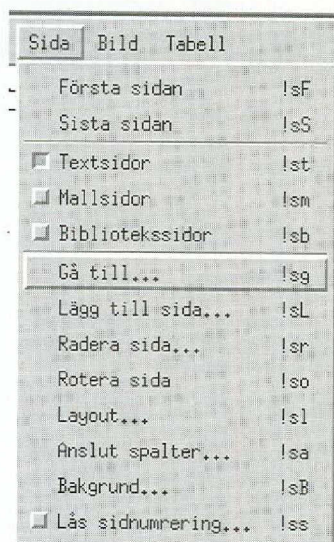 Sida Bild Tabell
Första sidan !sF
Sista sidan !sS
Textsidor !st
Mallsidor !sm
Bibliotekssidor !sb
Gå till... !sg
Lägg till sida... !sL
Radera sida... !sr
Rotera sida !so
Layout... !sl
Anslut spalter... !sa
Bakgrund... !sB
Lås sidnumrering... !ss